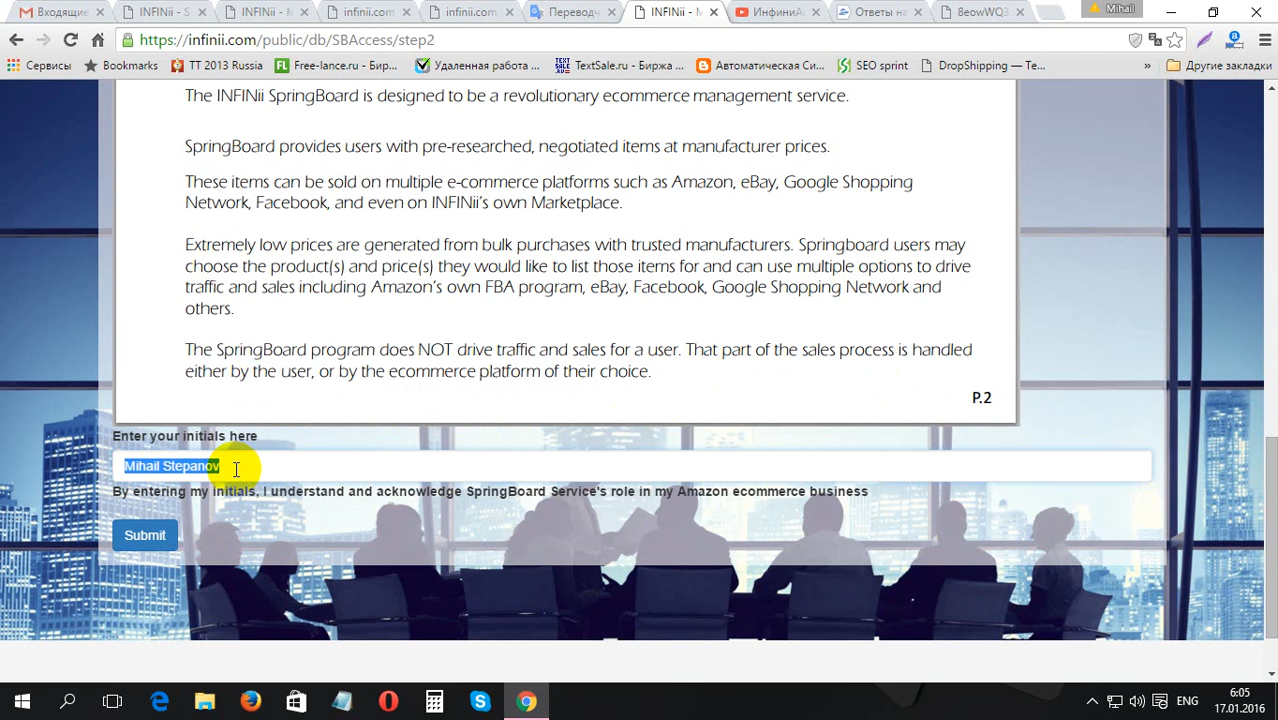 Входящие
INFINii - S
INFINii - M
infinii.com
infinii.com
Переводч
INFINii - M
ИнфиниА
Ответы на
8eowWQ3
Mihail
https://infinii.com/public/db/SBAccess/step2
Сервисы
Bookmarks
TT 2013 Russia
Free-lance.ru - Бир...
Удаленная работа ...
TextSale.ru - Биржа ...
Автоматическая Си...
SEO sprint
DropShipping — Te...
»
Другие закладки
The INFINii SpringBoard is designed to be a revolutionary ecommerce management service.
SpringBoard provides users with pre-researched, negotiated items at manufacturer prices.
These items can be sold on multiple e-commerce platforms such as Amazon, eBay, Google Shopping
Network, Facebook, and even on INFINii's own Marketplace.
Extremely low prices are generated from bulk purchases with trusted manufacturers. Springboard users may
choose the product(s) and price(s) they would like to list those items for and can use multiple options to drive
traffic and sales including Amazon's own FBA program, eBay, Facebook, Google Shopping Network and
others.
The SpringBoard program does NOT drive traffic and sales for a user. That part of the sales process is handled
either by the user, or by the ecommerce platform of their choice.
P.2
Enter your initials here
Mihail Stepanov
By entering my initials, I understand and acknowledge SpringBoard Service's role in my Amazon ecommerce business
Submit
ENG
6:05
17.01.2016